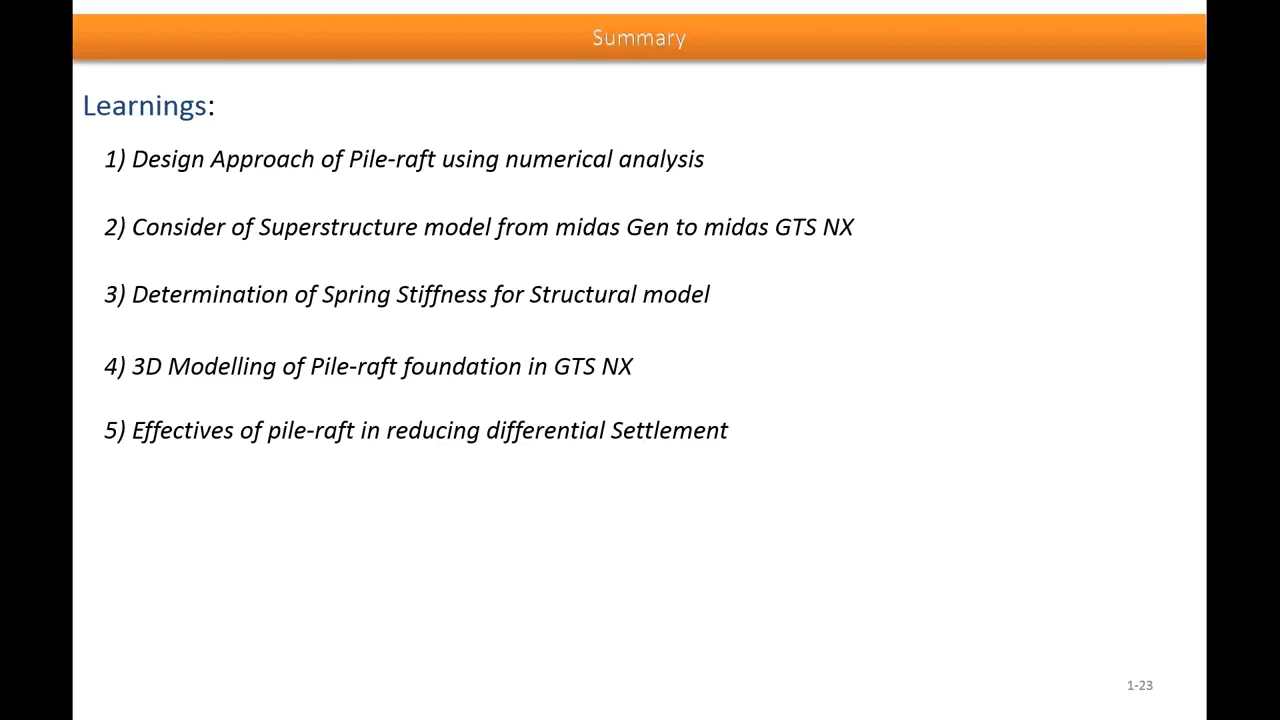 Summary
Learnings:
1) Design Approach of Pile-raft using numerical analysis
2) Consider of Superstructure model from midas Gen to midas GTS NX
3) Determination of Spring Stiffness for Structural model
4) 3D Modelling of Pile-raft foundation in GTS NX
5) Effectives of pile-raft in reducing differential Settlement
1-23